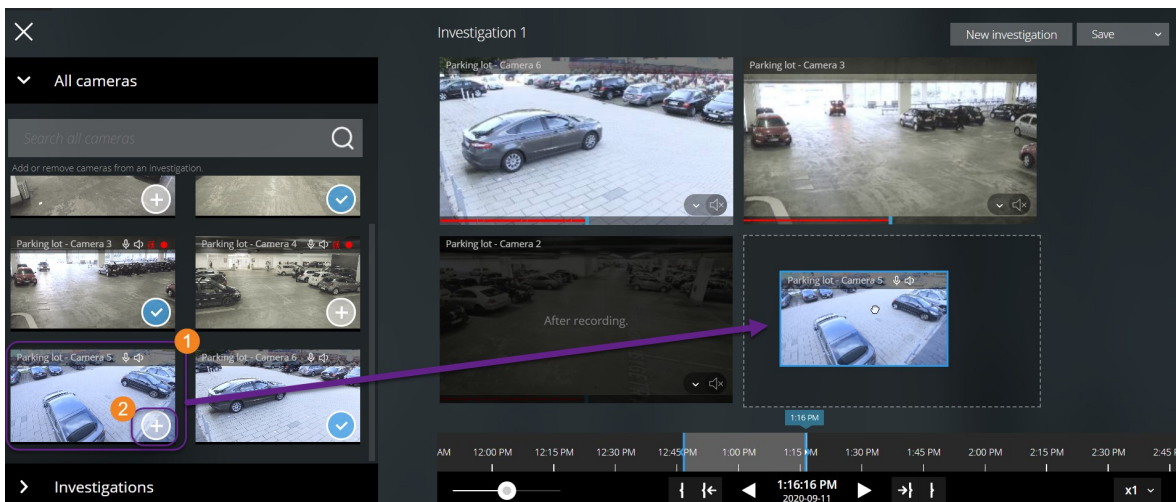 Investigation 1
New investigation
Save
All cameras
Search all cameras
Add or remove cameras from an investigation.
Parking lot - Camera 3
Parking lot - Camera 4
Parking lot - Camera 5
Parking lot - Camera 6
1
2
Parking lot - Camera 6
Parking lot - Camera 3
Parking lot - Camera 2
After recording.
Parking lot - Camera 5
1:16 PM
AM 12:00 PM 12:15 PM 12:30 PM 12:45 PM 1:00 PM 1:15 PM 1:30 PM 1:45 PM 2:00 PM 2:15 PM 2:30 PM 2:45
Investigations
1:16:16 PM
2020-09-11
x1